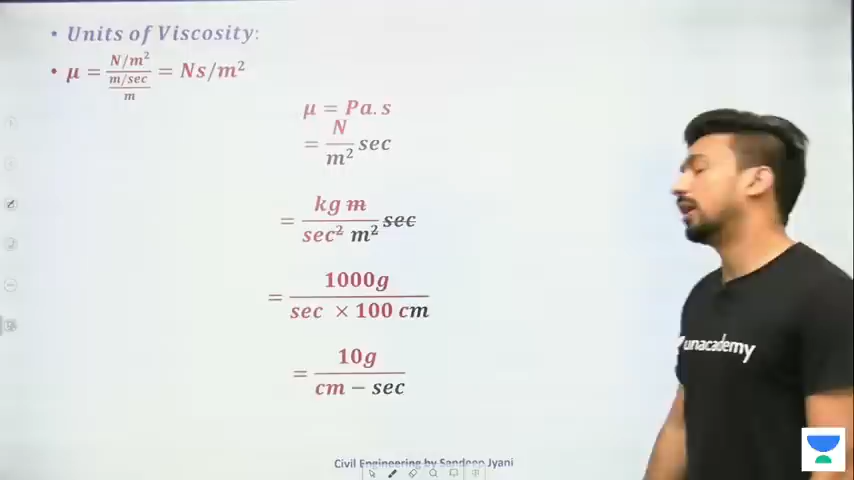 • Units of Viscosity:
• μ = N/m² / (m/sec / m) = Ns/m²
μ = Pa.s
= N / m² sec
= kg m / sec² m² sec
= 1000g / sec × 100 cm
= 10g / cm − sec
unacademy
Civil Engineering by Sandeep Jyani